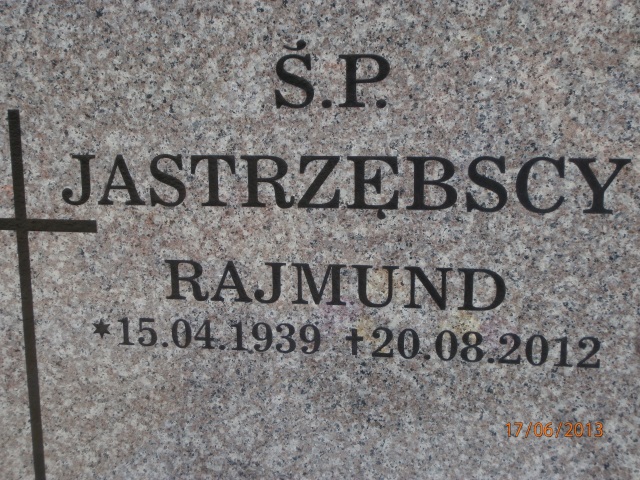 Š.P.
JASTRZĘBSCY
RAJMUND
*15.04.1939 †20.08.2012
17/06/2013